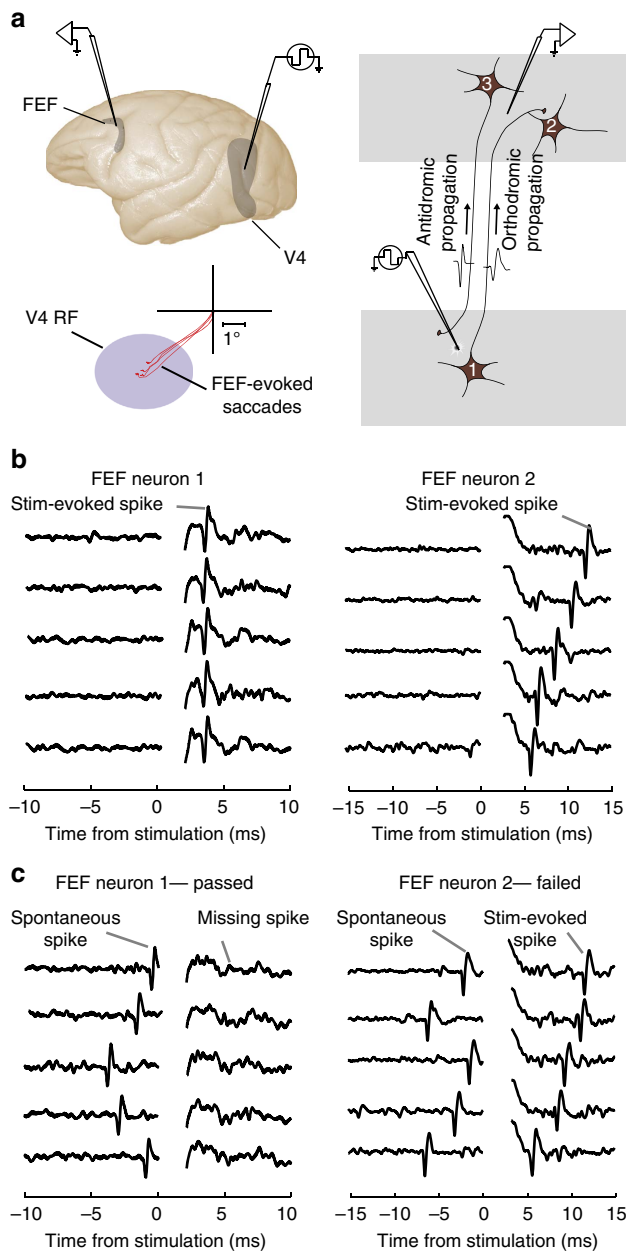 a
FEF
V4
V4 RF
1°
FEF-evoked
saccades
3
2
Antidromic
propagation
Orthodromic
propagation
1
b
FEF neuron 1
Stim-evoked spike
FEF neuron 2
Stim-evoked spike
−10 −5 0 5 10
Time from stimulation (ms)
−15 −10 −5 0 5 10 15
Time from stimulation (ms)
c
FEF neuron 1— passed
Spontaneous
spike
Missing spike
FEF neuron 2— failed
Spontaneous
spike
Stim-evoked
spike
−10 −5 0 5 10
Time from stimulation (ms)
−15 −10 −5 0 5 10 15
Time from stimulation (ms)